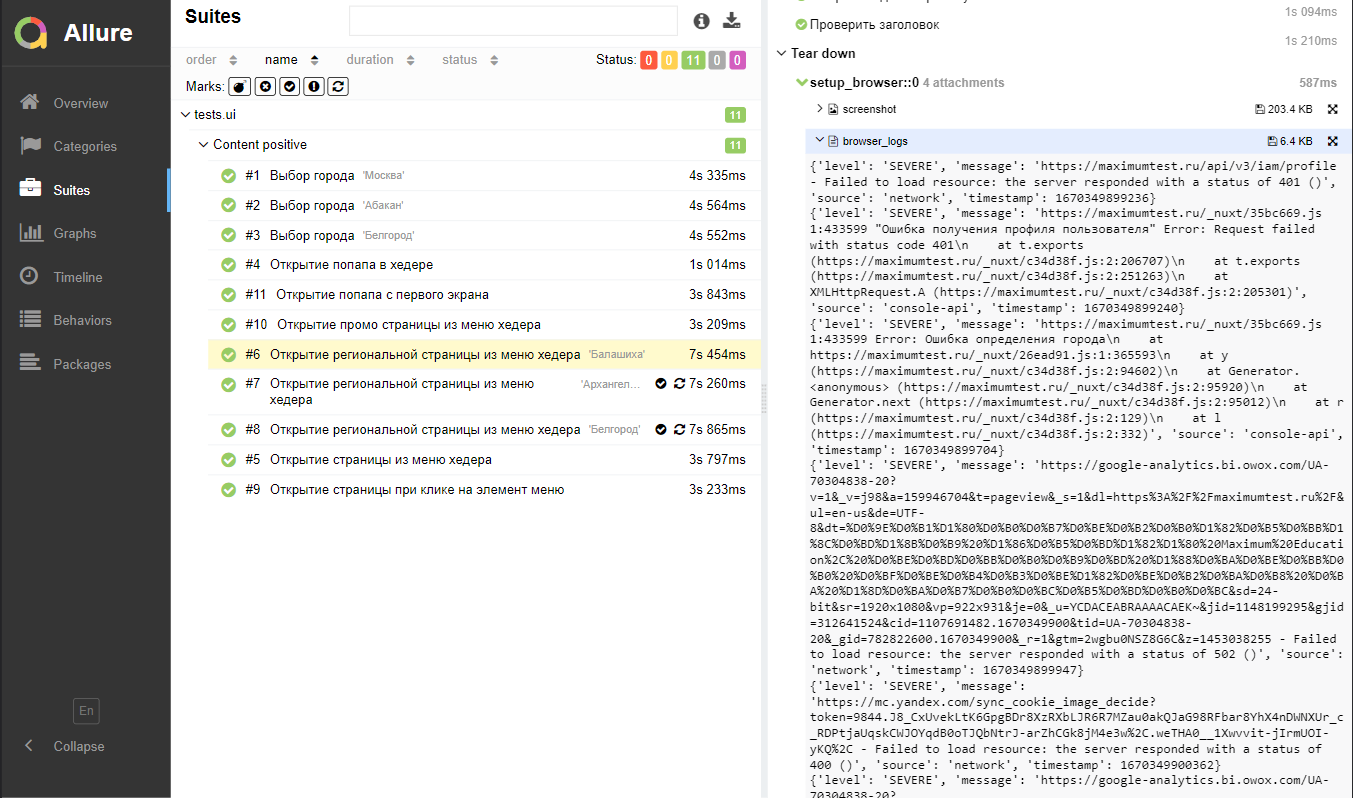 Allure
Overview
Categories
Suites
Graphs
Timeline
Behaviors
Packages
En
Collapse
Suites
order name duration status Status: 0 0 11 0 0
Marks:
tests.ui 11
Content positive 11
#1 Выбор города 'Москва' 4s 335ms
#2 Выбор города 'Абакан' 4s 564ms
#3 Выбор города 'Белгород' 4s 552ms
#4 Открытие попапа в хедере 1s 014ms
#11 Открытие попапа с первого экрана 3s 843ms
#10 Открытие промо страницы из меню хедера 3s 209ms
#6 Открытие региональной страницы из меню хедера 'Балашиха' 7s 454ms
#7 Открытие региональной страницы из меню 'Архангел... 7s 260ms
хедера
#8 Открытие региональной страницы из меню хедера 'Белгород' 7s 865ms
#5 Открытие страницы из меню хедера 3s 797ms
#9 Открытие страницы при клике на элемент меню 3s 233ms
1s 094ms
Проверить заголовок
1s 210ms
Tear down
setup_browser::0 4 attachments 587ms
screenshot 203.4 KB
browser_logs 6.4 KB
{'level': 'SEVERE', 'message': 'https://maximumtest.ru/api/v3/iam/profile
- Failed to load resource: the server responded with a status of 401 ()',
'source': 'network', 'timestamp': 1670349899236}
{'level': 'SEVERE', 'message': 'https://maximumtest.ru/_nuxt/35bc669.js
1:433599 "Ошибка получения профиля пользователя" Error: Request failed
with status code 401\n    at t.exports
(https://maximumtest.ru/_nuxt/c34d38f.js:2:206707)\n    at t.exports
(https://maximumtest.ru/_nuxt/c34d38f.js:2:251263)\n    at
XMLHttpRequest.A (https://maximumtest.ru/_nuxt/c34d38f.js:2:205301)',
'source': 'console-api', 'timestamp': 1670349899240}
{'level': 'SEVERE', 'message': 'https://maximumtest.ru/_nuxt/35bc669.js
1:433599 Error: Ошибка определения города\n    at
https://maximumtest.ru/_nuxt/26ead91.js:1:365593\n    at y
(https://maximumtest.ru/_nuxt/c34d38f.js:2:94602)\n    at Generator.
<anonymous> (https://maximumtest.ru/_nuxt/c34d38f.js:2:95920)\n    at
Generator.next (https://maximumtest.ru/_nuxt/c34d38f.js:2:95012)\n    at r
(https://maximumtest.ru/_nuxt/c34d38f.js:2:129)\n    at l
(https://maximumtest.ru/_nuxt/c34d38f.js:2:332)', 'source': 'console-api',
'timestamp': 1670349899704}
{'level': 'SEVERE', 'message': 'https://google-analytics.bi.owox.com/UA-
70304838-20?
v=1&_v=j98&a=159946704&t=pageview&_s=1&dl=https%3A%2F%2Fmaximumtest.ru%2F&
ul=en-us&de=UTF-
8&dt=%D0%9E%D0%B1%D1%80%D0%B0%D0%B7%D0%BE%D0%B2%D0%B0%D1%82%D0%B5%D0%BB%D1
%8C%D0%BD%D1%8B%D0%B9%20%D1%86%D0%B5%D0%BD%D1%82%D1%80%20Maximum%20Educati
on%2C%20%D0%BE%D0%BD%D0%BB%D0%B0%D0%B9%D0%BD%20%D1%88%D0%BA%D0%BE%D0%BB%D0
%B0%20%D0%BF%D0%BE%D0%B4%D0%B3%D0%BE%D1%82%D0%BE%D0%B2%D0%BA%D0%B8%20%D0%B
A%20%D1%8D%D0%BA%D0%B7%D0%B0%D0%BC%D0%B5%D0%BD%D0%B0%D0%BC&sd=24-
bit&sr=1920x1080&vp=922x931&je=0&_u=YCDACEABRAAAACAEK~&jid=1148199295&gjid
=312641524&cid=1107691482.1670349900&tid=UA-70304838-
20&_gid=782822600.1670349900&_r=1&gtm=2wgbu0NSZ8G6C&z=1453038255 - Failed
to load resource: the server responded with a status of 502 ()', 'source':
'network', 'timestamp': 1670349899947}
{'level': 'SEVERE', 'message':
'https://mc.yandex.com/sync_cookie_image_decide?
token=9844.J8_CxUvekLtK6GpgBDr8XzRXbLJR6R7MZau0akQJaG98RFbar8YhX4nDWNXUr_c
_RDPtjaUqskCWJOYqdB0oTJQbNtrJ-arZhCGk8jM4e3w%2C.weTHA0__1Xwvvit-jIrmUOI-
yKQ%2C - Failed to load resource: the server responded with a status of
400 ()', 'source': 'network', 'timestamp': 1670349900362}
{'level': 'SEVERE', 'message': 'https://google-analytics.bi.owox.com/UA-
70304838-20?